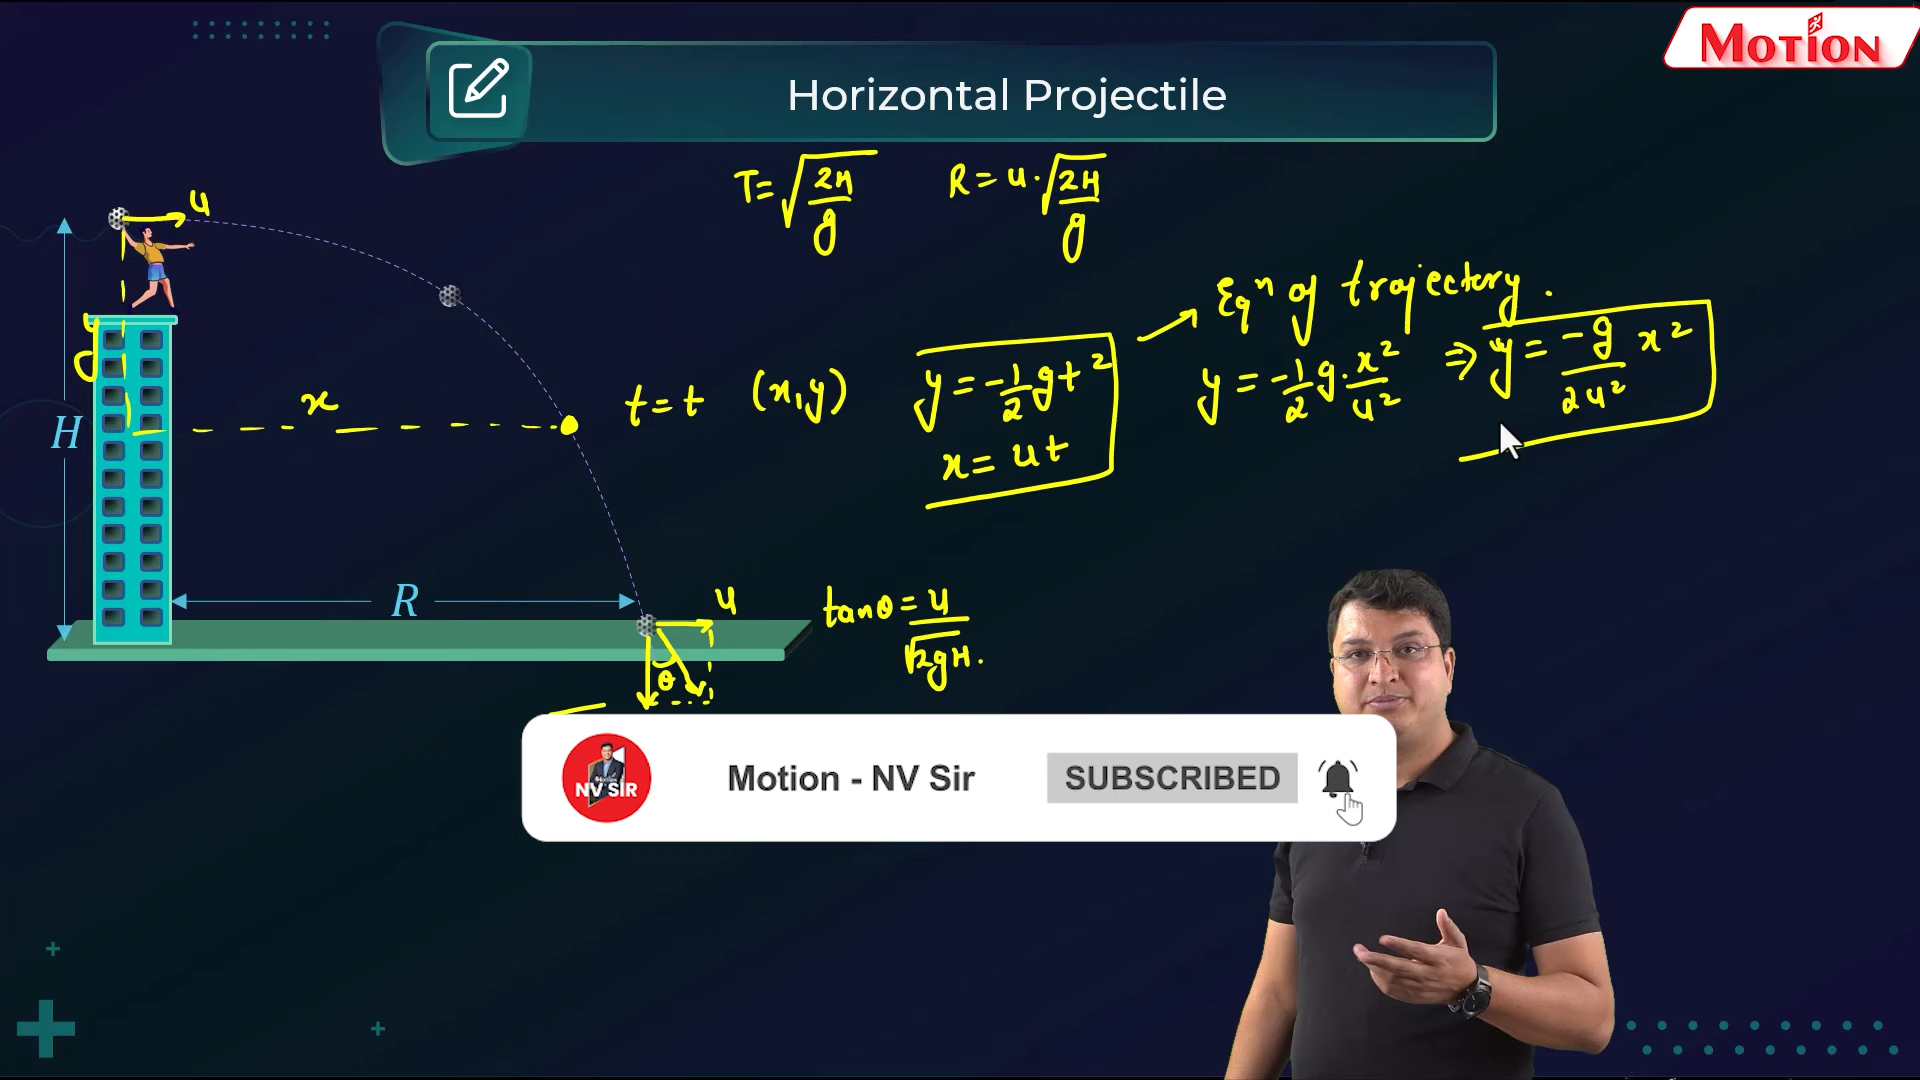 MOTION
Horizontal Projectile
T=√(2H/g) R=u·√(2H/g)
u
Eqⁿ of trajectory.
y
y=-1/2gt² y=-1/2g·x²/u² ⇒ y=-g/2u² x²
x t=t (x,y)
H
x=ut
R u tanθ=u/√2gH.
θ
NV SIR
Motion - NV Sir SUBSCRIBED